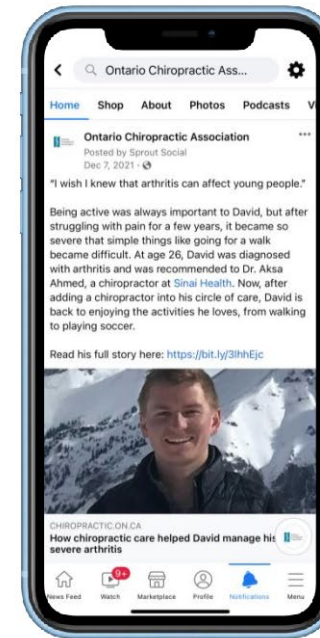 Ontario Chiropractic Ass...
Home Shop About Photos Podcasts Vi
Ontario Chiropractic Association
Posted by Sprout Social
Dec 7, 2021 ·
"I wish I knew that arthritis can affect young people."
Being active was always important to David, but after
struggling with pain for a few years, it became so
severe that simple things like going for a walk
became difficult. At age 26, David was diagnosed
with arthritis and was recommended to Dr. Aksa
Ahmed, a chiropractor at Sinai Health. Now, after
adding a chiropractor into his circle of care, David is
back to enjoying the activities he loves, from walking
to playing soccer.
Read his full story here: https://bit.ly/3lhhEjc
CHIROPRACTIC.ON.CA
How chiropractic care helped David manage his
severe arthritis
9+
News Feed Watch Marketplace Profile Notifications Menu